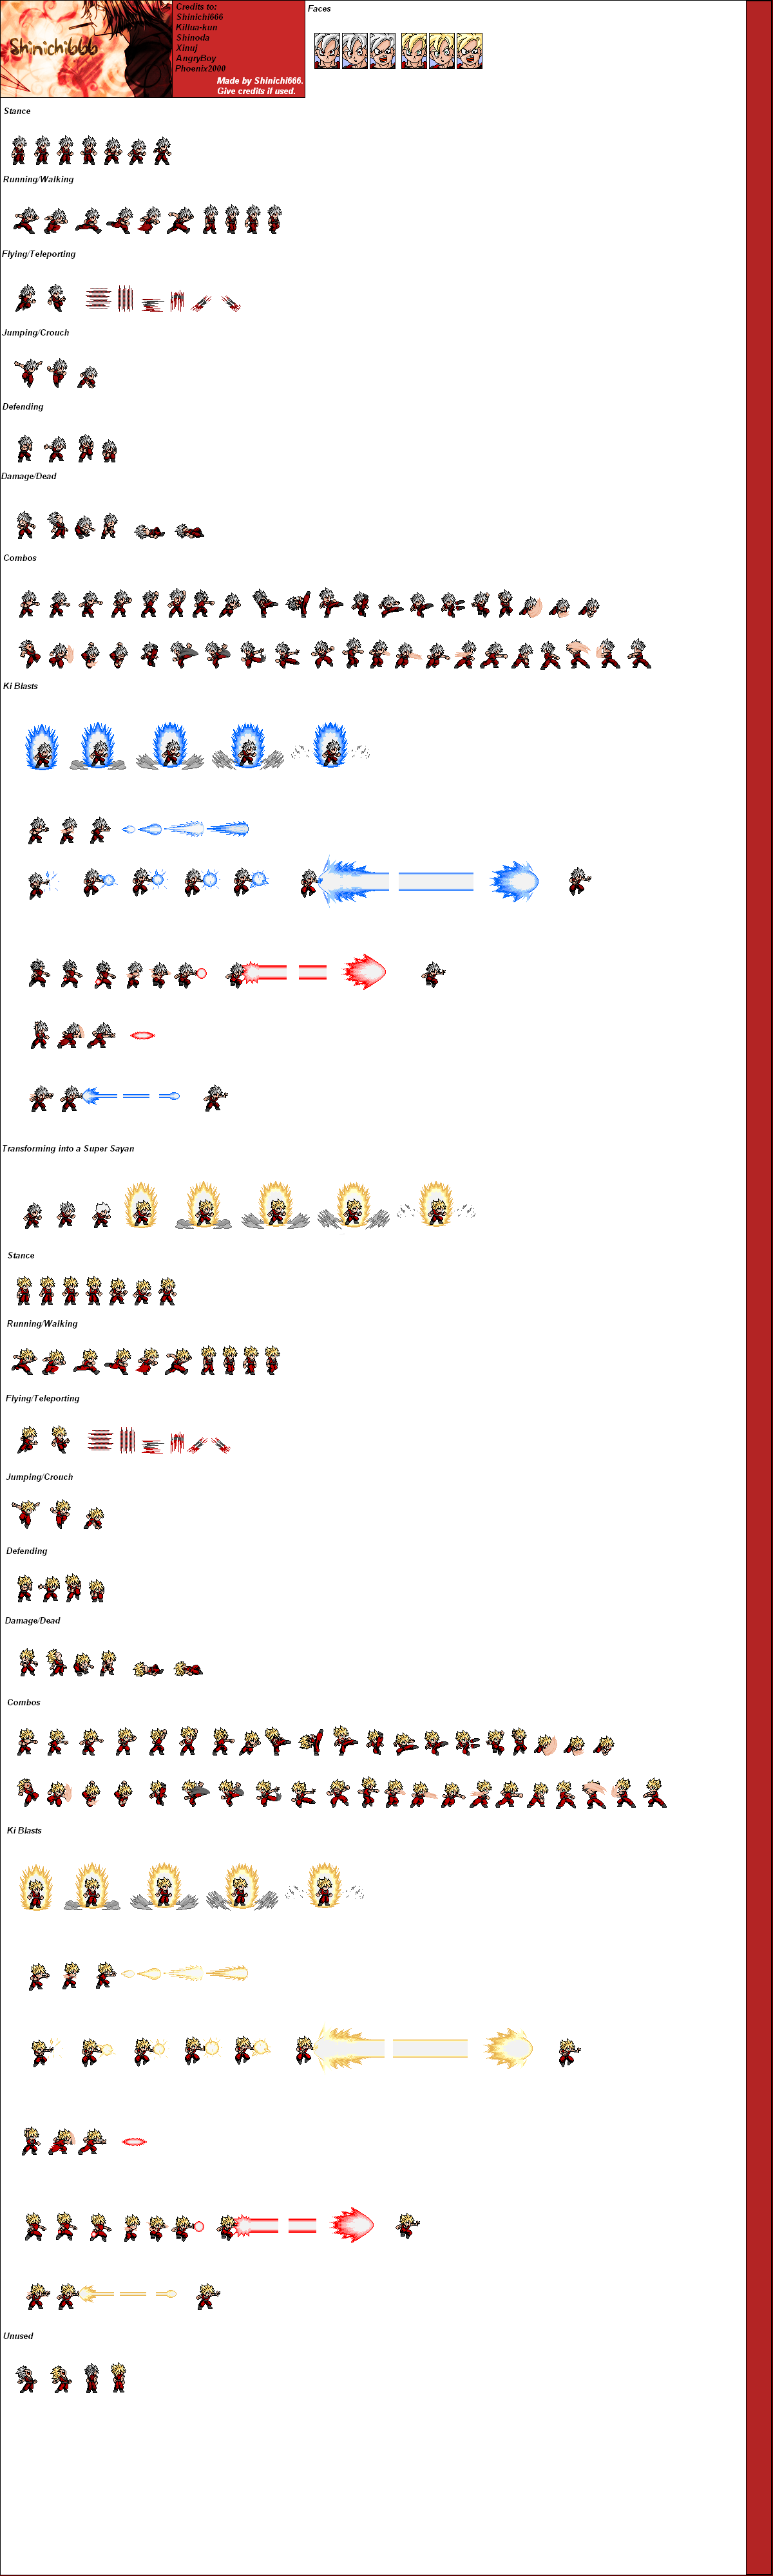 Shinichi666
Credits to:
Shinichi666
Killua-kun
Shinoda
Xinuj
AngryBoy
Phoenix2000
Made by Shinichi666.
Give credits if used.
Faces
Stance
Running/Walking
Flying/Teleporting
Jumping/Crouch
Defending
Damage/Dead
Combos
Ki Blasts
Transforming into a Super Sayan
Stance
Running/Walking
Flying/Teleporting
Jumping/Crouch
Defending
Damage/Dead
Combos
Ki Blasts
Unused